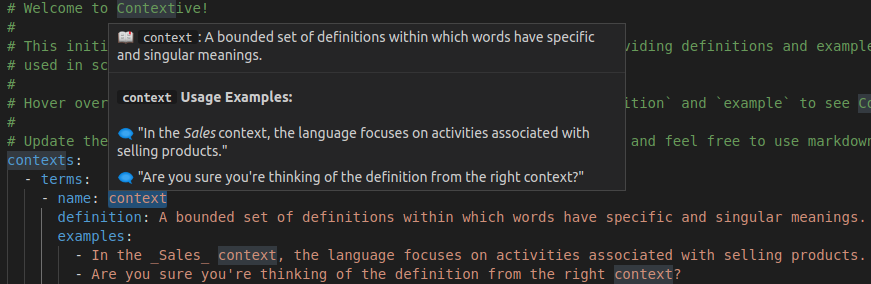 # Welcome to Contextive!
#
# This initi
viding definitions and example
# used in sc
#
# Hover over
ition` and `example` to see Co
#
# Update the
and feel free to use markdown
context : A bounded set of definitions within which words have specific
and singular meanings.
context Usage Examples:
"In the Sales context, the language focuses on activities associated with
selling products."
"Are you sure you're thinking of the definition from the right context?"
contexts:
- terms:
- name: context
definition: A bounded set of definitions within which words have specific and singular meanings.
examples:
- In the _Sales_ context, the language focuses on activities associated with selling products.
- Are you sure you're thinking of the definition from the right context?